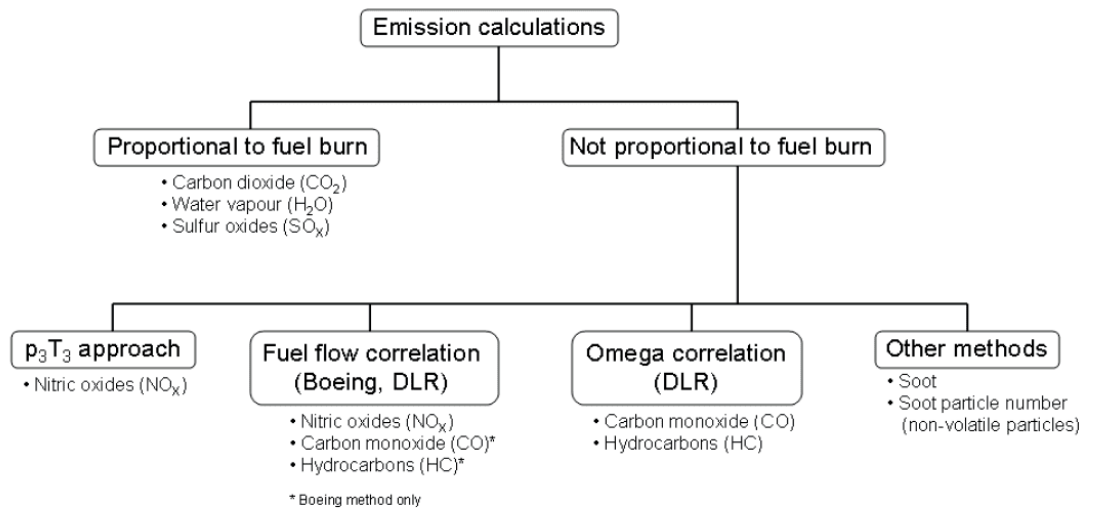 Emission calculations
Proportional to fuel burn
• Carbon dioxide (CO₂)
• Water vapour (H₂O)
• Sulfur oxides (SOₓ)
Not proportional to fuel burn
p₃T₃ approach
• Nitric oxides (NOₓ)
Fuel flow correlation
(Boeing, DLR)
• Nitric oxides (NOₓ)
• Carbon monoxide (CO)*
• Hydrocarbons (HC)*
* Boeing method only
Omega correlation
(DLR)
• Carbon monoxide (CO)
• Hydrocarbons (HC)
Other methods
• Soot
• Soot particle number
(non-volatile particles)